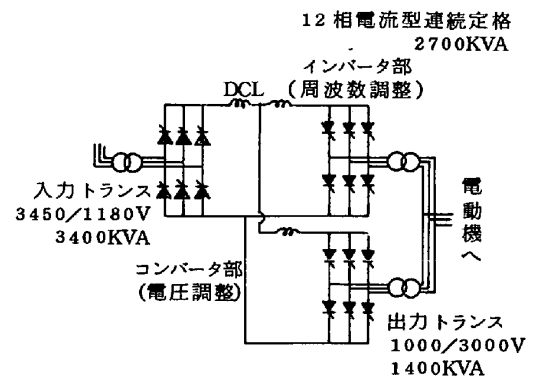 12相電流型連続定格
2700KVA
DCL
インバータ部
(周波数調整)
入力トランス
3450/1180V
3400KVA
コンバータ部
(電圧調整)
電動機へ
出力トランス
1000/3000V
1400KVA